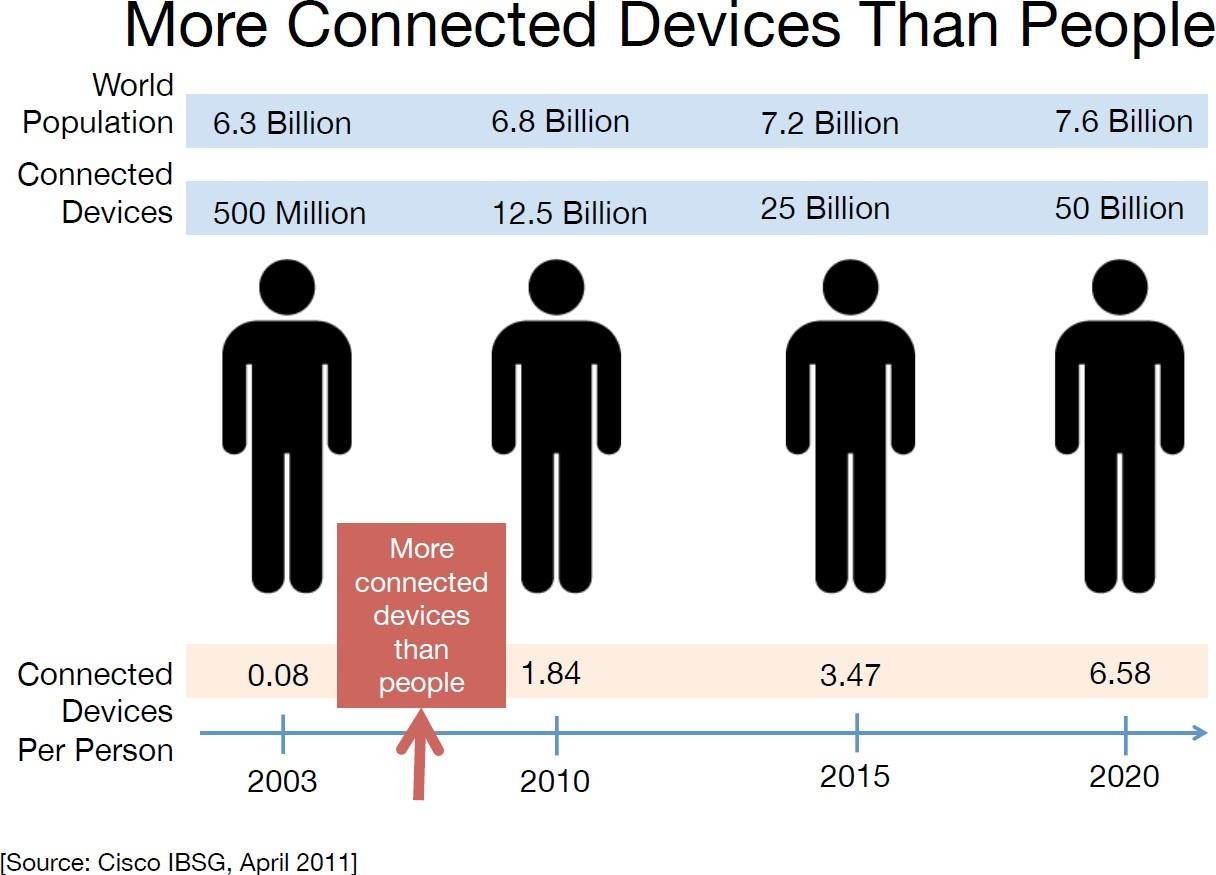 More Connected Devices Than People
World
Population
6.3 Billion
6.8 Billion
7.2 Billion
7.6 Billion
Connected
Devices
500 Million
12.5 Billion
25 Billion
50 Billion
More
connected
devices
than
people
Connected
Devices
Per Person
0.08
1.84
3.47
6.58
2003
2010
2015
2020
[Source: Cisco IBSG, April 2011]